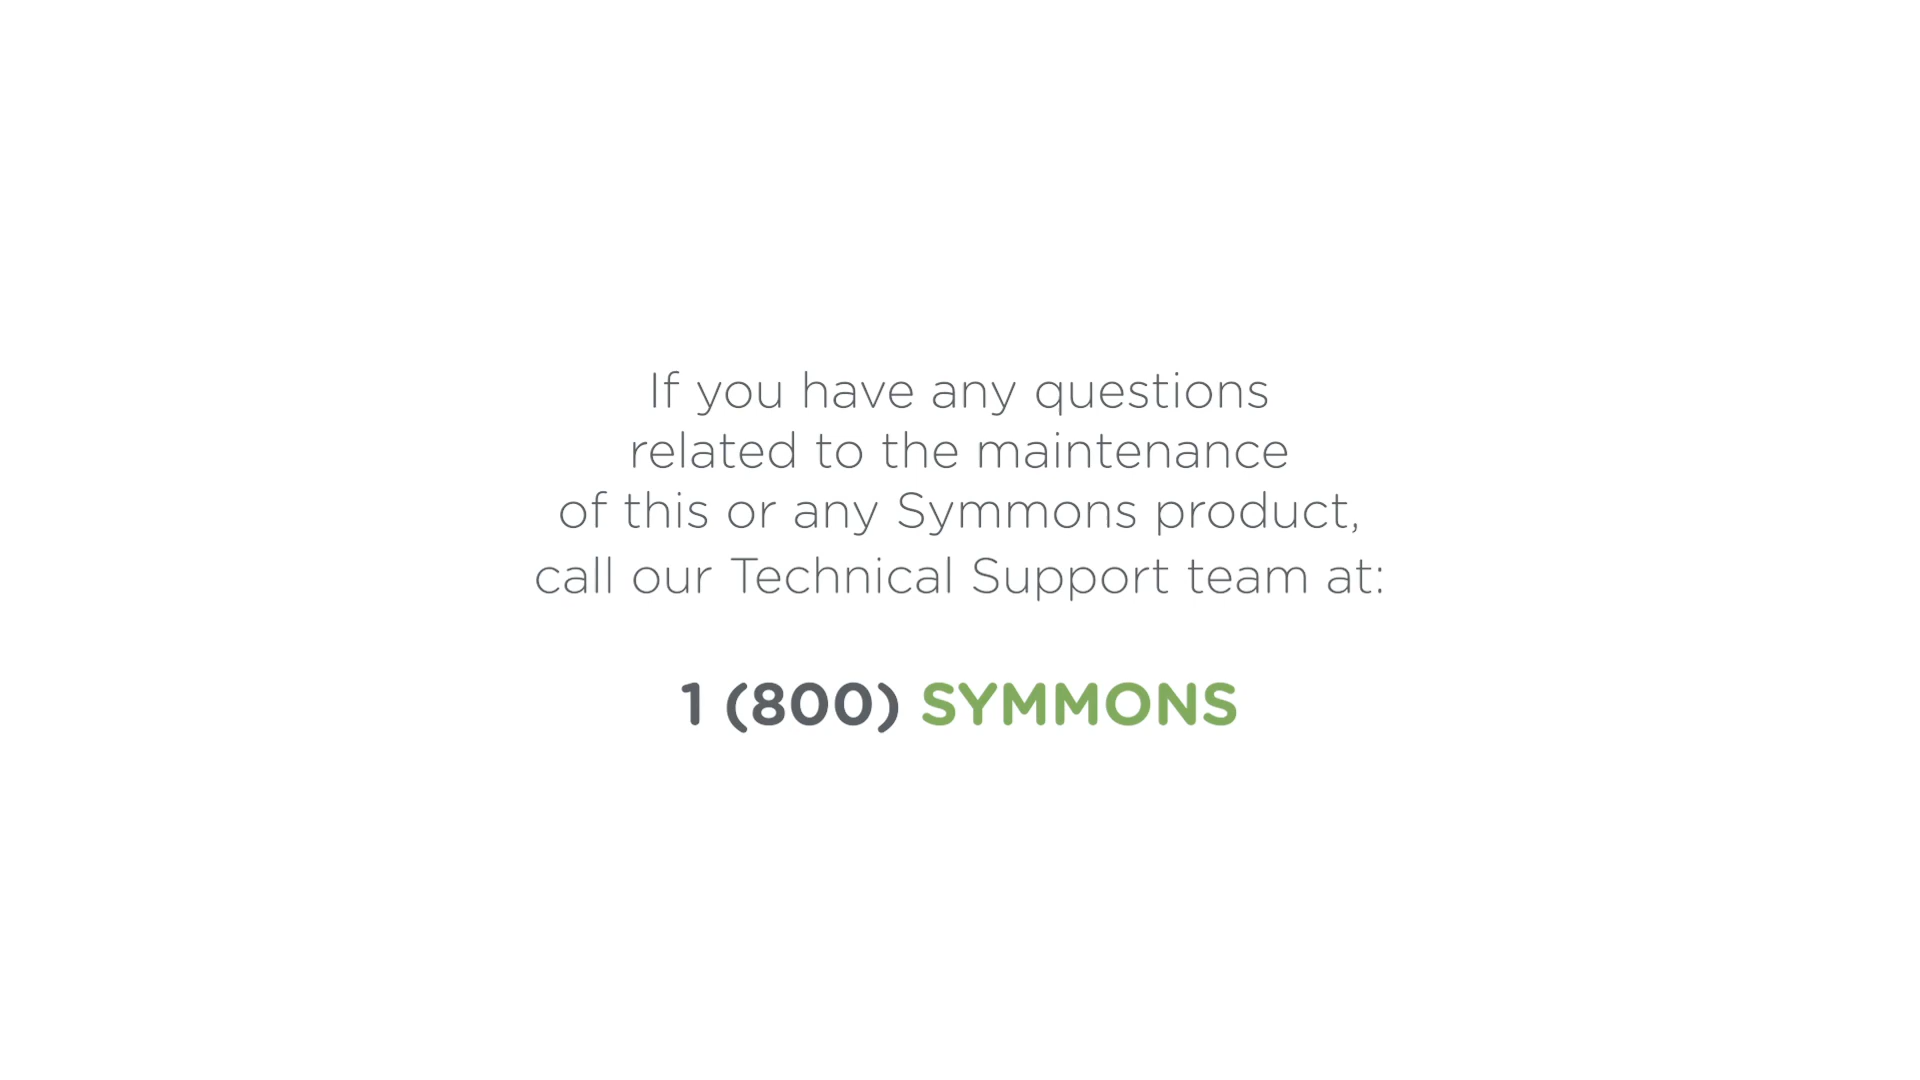 If you have any questions
related to the maintenance
of this or any Symmons product,
call our Technical Support team at:
1 (800) SYMMONS